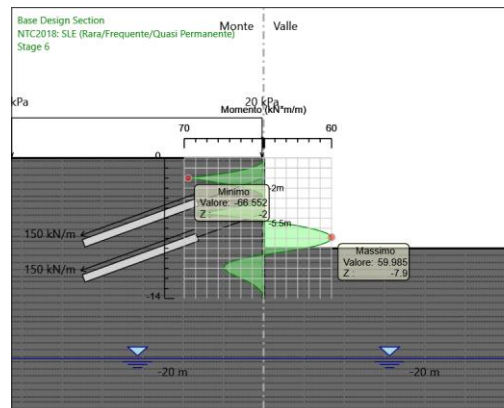 Base Design Section
NTC2018: SLE (Rara/Frequente/Quasi Permanente)
Stage 6
Monte
Valle
kPa
20 kPa
Momento (kN*m/m)
70
0
60
0
Minimo
Valore: -66.552
Z : -2
-2m
-5.5m
150 kN/m
150 kN/m
Massimo
Valore: 59.985
Z : -7.9
-14
-20 m
-20 m